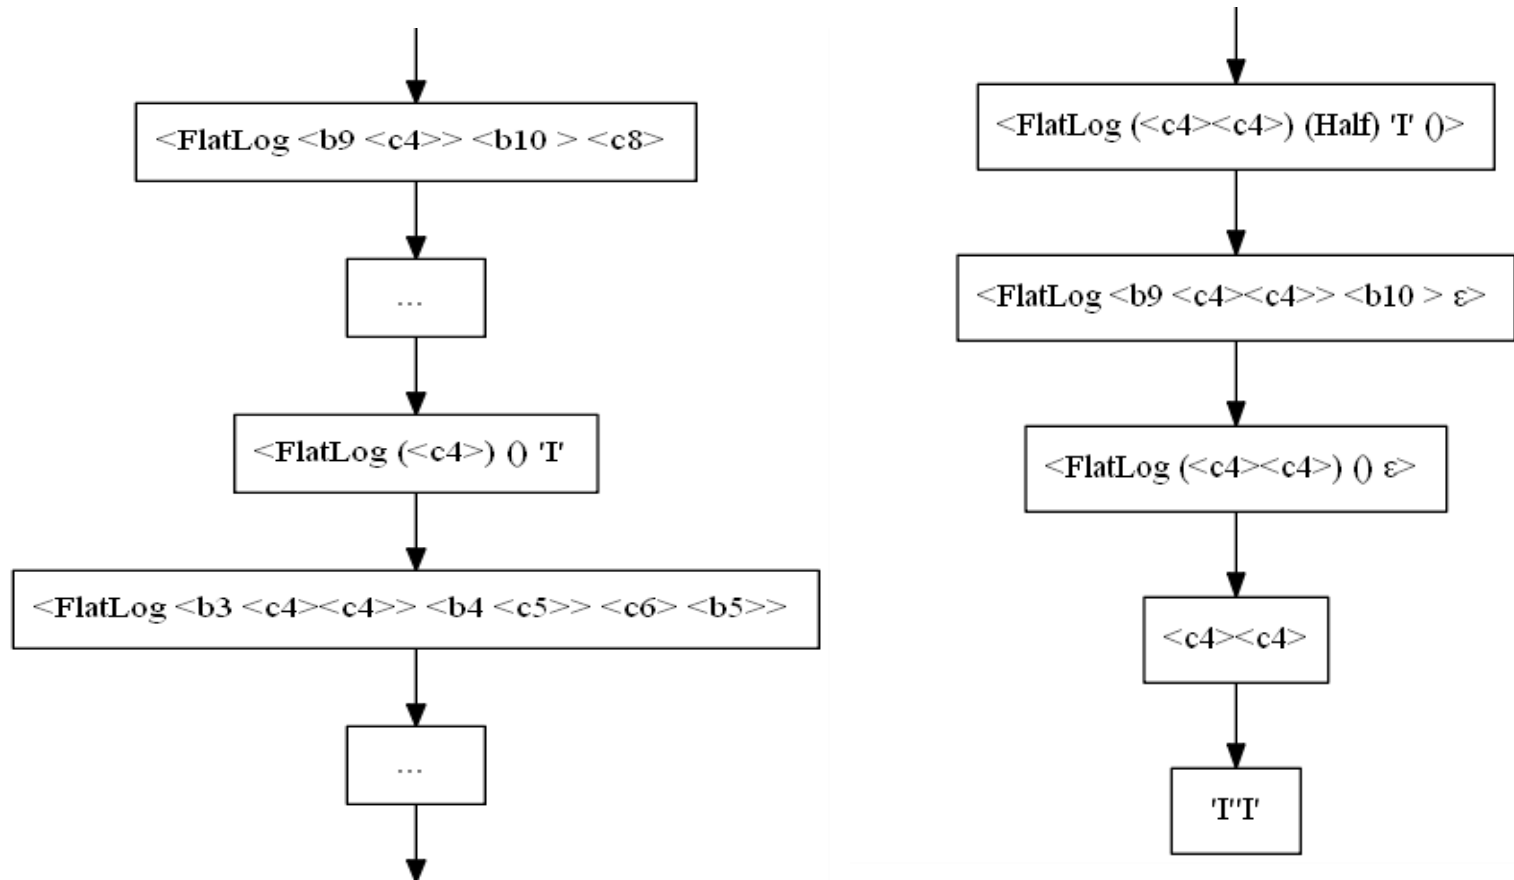 <FlatLog <b9 <c4>> <b10 > <c8>
...
<FlatLog (<c4>) () 'I'
<FlatLog <b3 <c4><c4>> <b4 <c5>> <c6> <b5>>
...
<FlatLog (<c4><c4>) (Half) 'I' ()>
<FlatLog <b9 <c4><c4>> <b10 > ε>
<FlatLog (<c4><c4>) () ε>
<c4><c4>
'I''I'